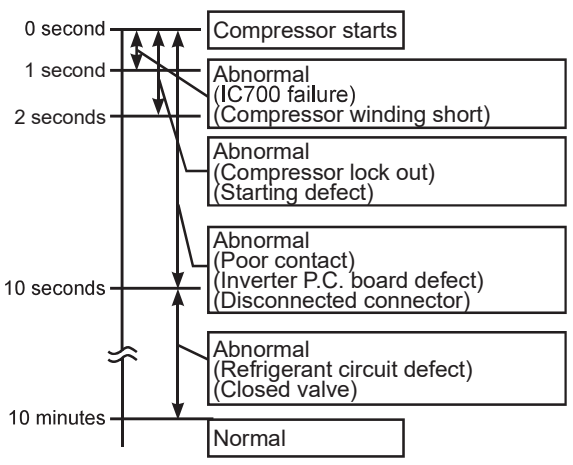 0 second
Compressor starts
1 second
Abnormal
(IC700 failure)
(Compressor winding short)
2 seconds
Abnormal
(Compressor lock out)
(Starting defect)
Abnormal
(Poor contact)
(Inverter P.C. board defect)
(Disconnected connector)
10 seconds
Abnormal
(Refrigerant circuit defect)
(Closed valve)
10 minutes
Normal